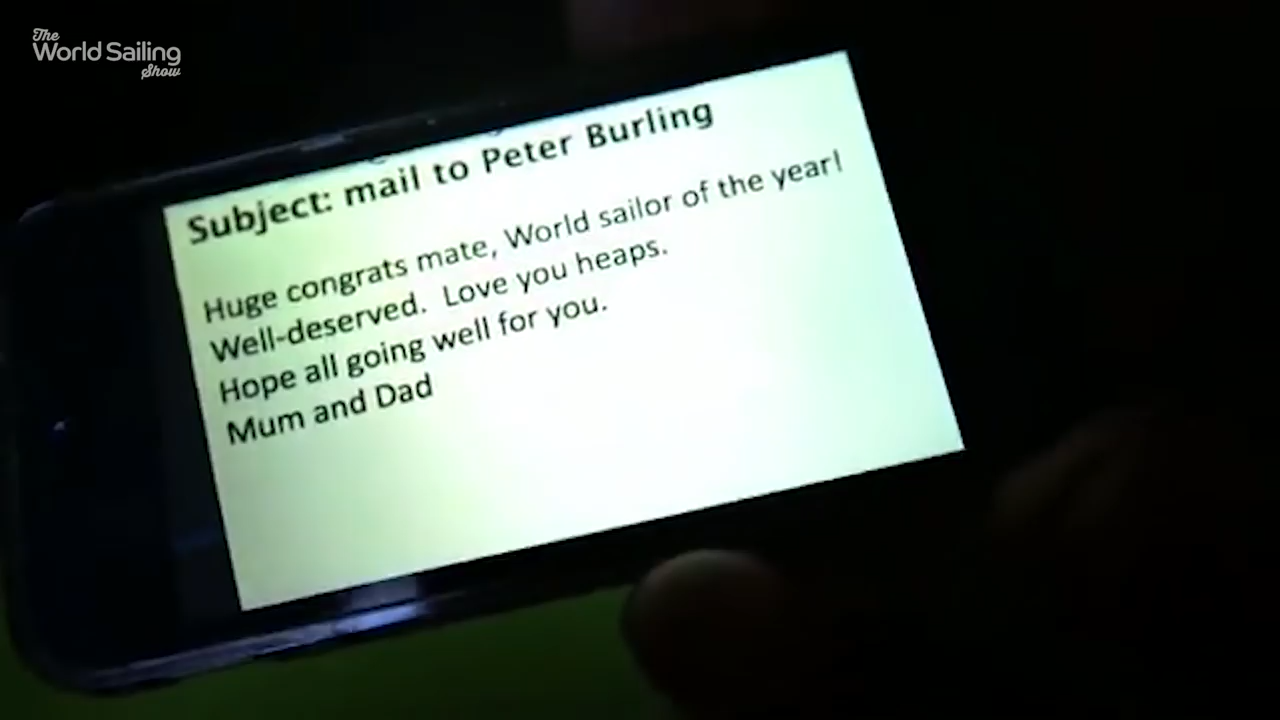 The
World Sailing
Show
Subject: mail to Peter Burling
Huge congrats mate, World sailor of the year!
Well-deserved. Love you heaps.
Hope all going well for you.
Mum and Dad